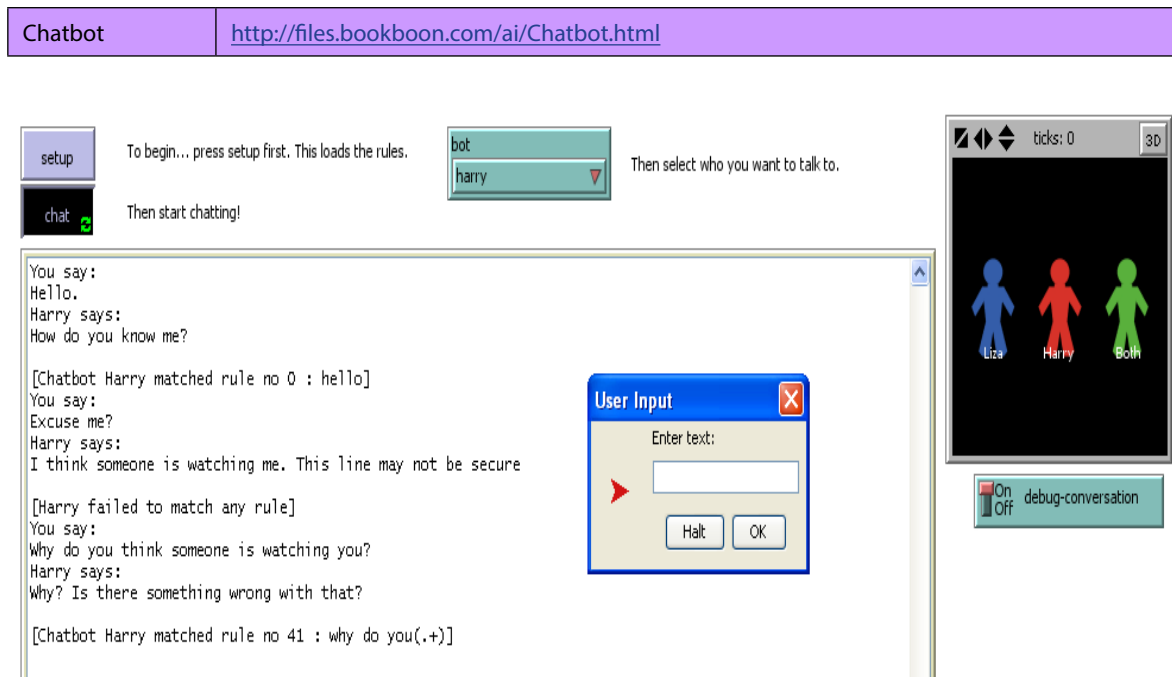 Chatbot http://files.bookboon.com/ai/Chatbot.html
setup To begin... press setup first. This loads the rules.
bot
harry
Then select who you want to talk to.
ticks: 0 3D
chat Then start chatting!
You say:
Hello.
Harry says:
How do you know me?
[Chatbot Harry matched rule no 0 : hello]
You say:
Excuse me?
Harry says:
I think someone is watching me. This line may not be secure
[Harry failed to match any rule]
You say:
Why do you think someone is watching you?
Harry says:
Why? Is there something wrong with that?
[Chatbot Harry matched rule no 41 : why do you(.+)]
User Input
Enter text:
Halt OK
Liza Harry Both
On
Off
debug-conversation